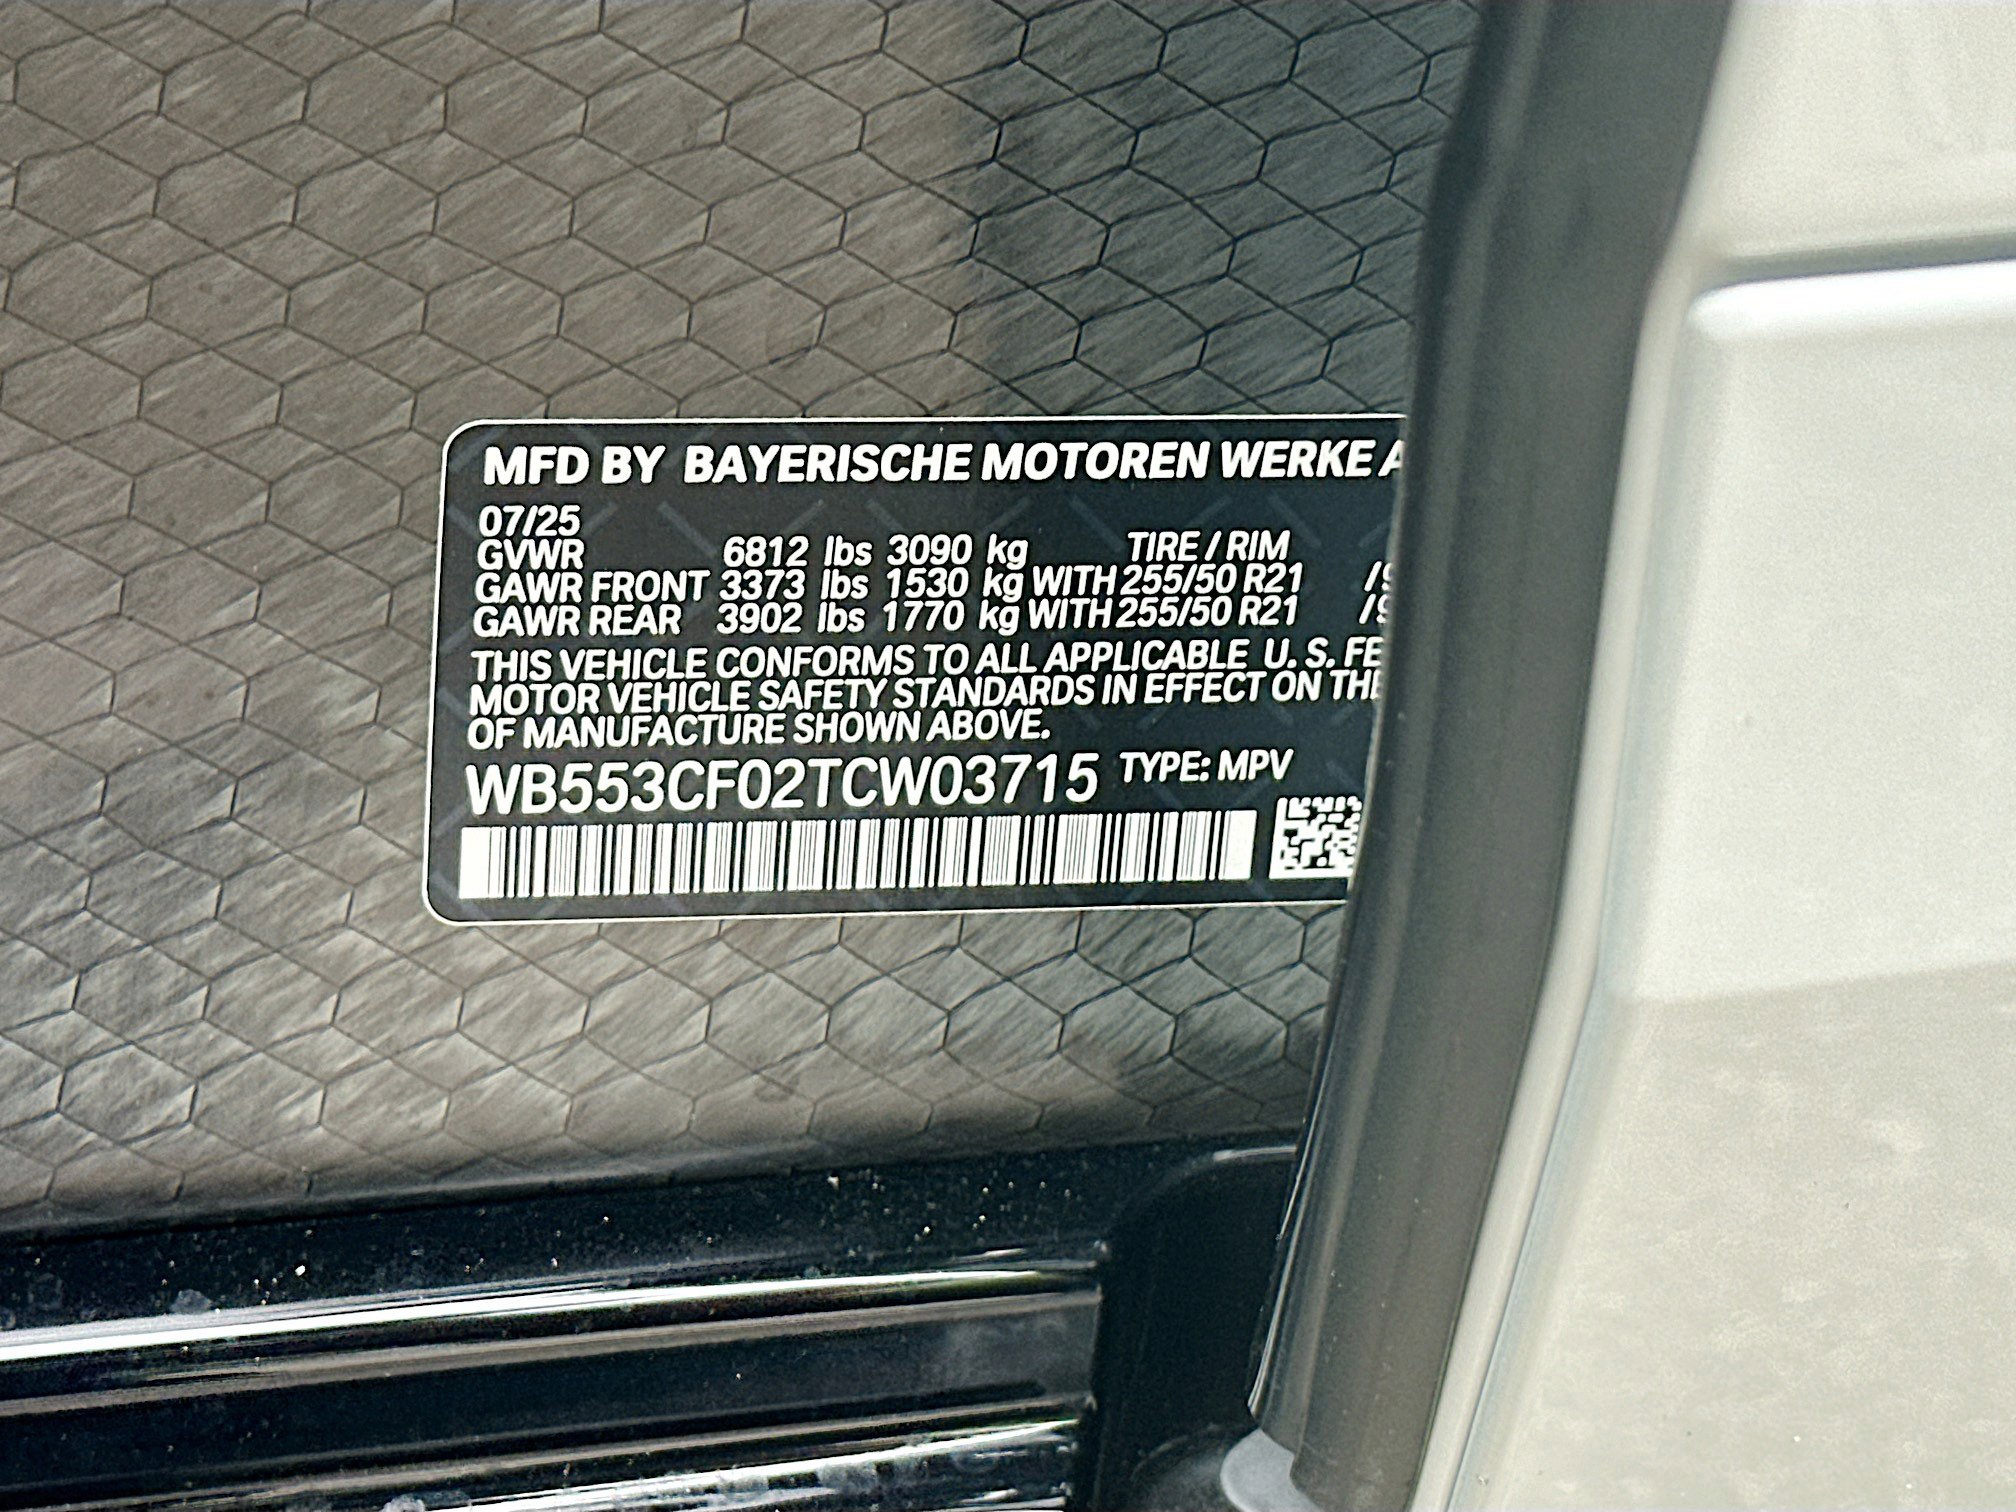 MFD BY BAYERISCHE MOTOREN WERKE
07/25
GVWR 6812 lbs 3090 kg TIRE / RIM
GAWR FRONT 3373 lbs 1530 kg WITH 255/50 R21
GAWR REAR 3902 lbs 1770 kg WITH 255/50 R21
THIS VEHICLE CONFORMS TO ALL APPLICABLE U. S.
MOTOR VEHICLE SAFETY STANDARDS IN EFFECT ON
OF MANUFACTURE SHOWN ABOVE.
WB553CF02TCW03715 TYPE: MPV